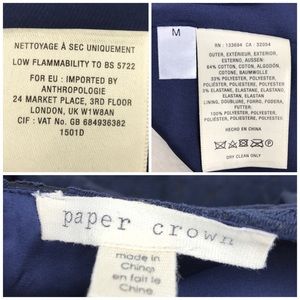 NETTOYAGE À SEC UNIQUEMENT
LOW FLAMMABILITY TO BS 5722
FOR EU : IMPORTED BY
ANTHROPOLOGIE
24 MARKET PLACE, 3RD FLOOR
LONDON, UK W1W8AN
CIF : VAT No. GB 684936382
1501D
M
RN : 133694 CA : 32054
OUTER, EXTÉRIEUR, EXTERIOR,
ESTERNO, AUSSEN:
64% COTTON, COTON, ALGODÓN,
COTONE, BAUMWOLLE
33% POLYESTER, POLYESTER, POLIÉSTER,
POLIESTERE, POLYESTER
3% ELASTANE, ÉLASTHANNE, ELASTANO,
ELASTAN, ELASTAN
LINING, DOUBLURE, FORRO, FODERA,
FUTTER:
100% POLYESTER, POLYESTER, POLIÉSTER,
POLIESTERE, POLYESTER
HECHO EN CHINA
DRY CLEAN ONLY
paper crown
made in
China
en fait le
Chine